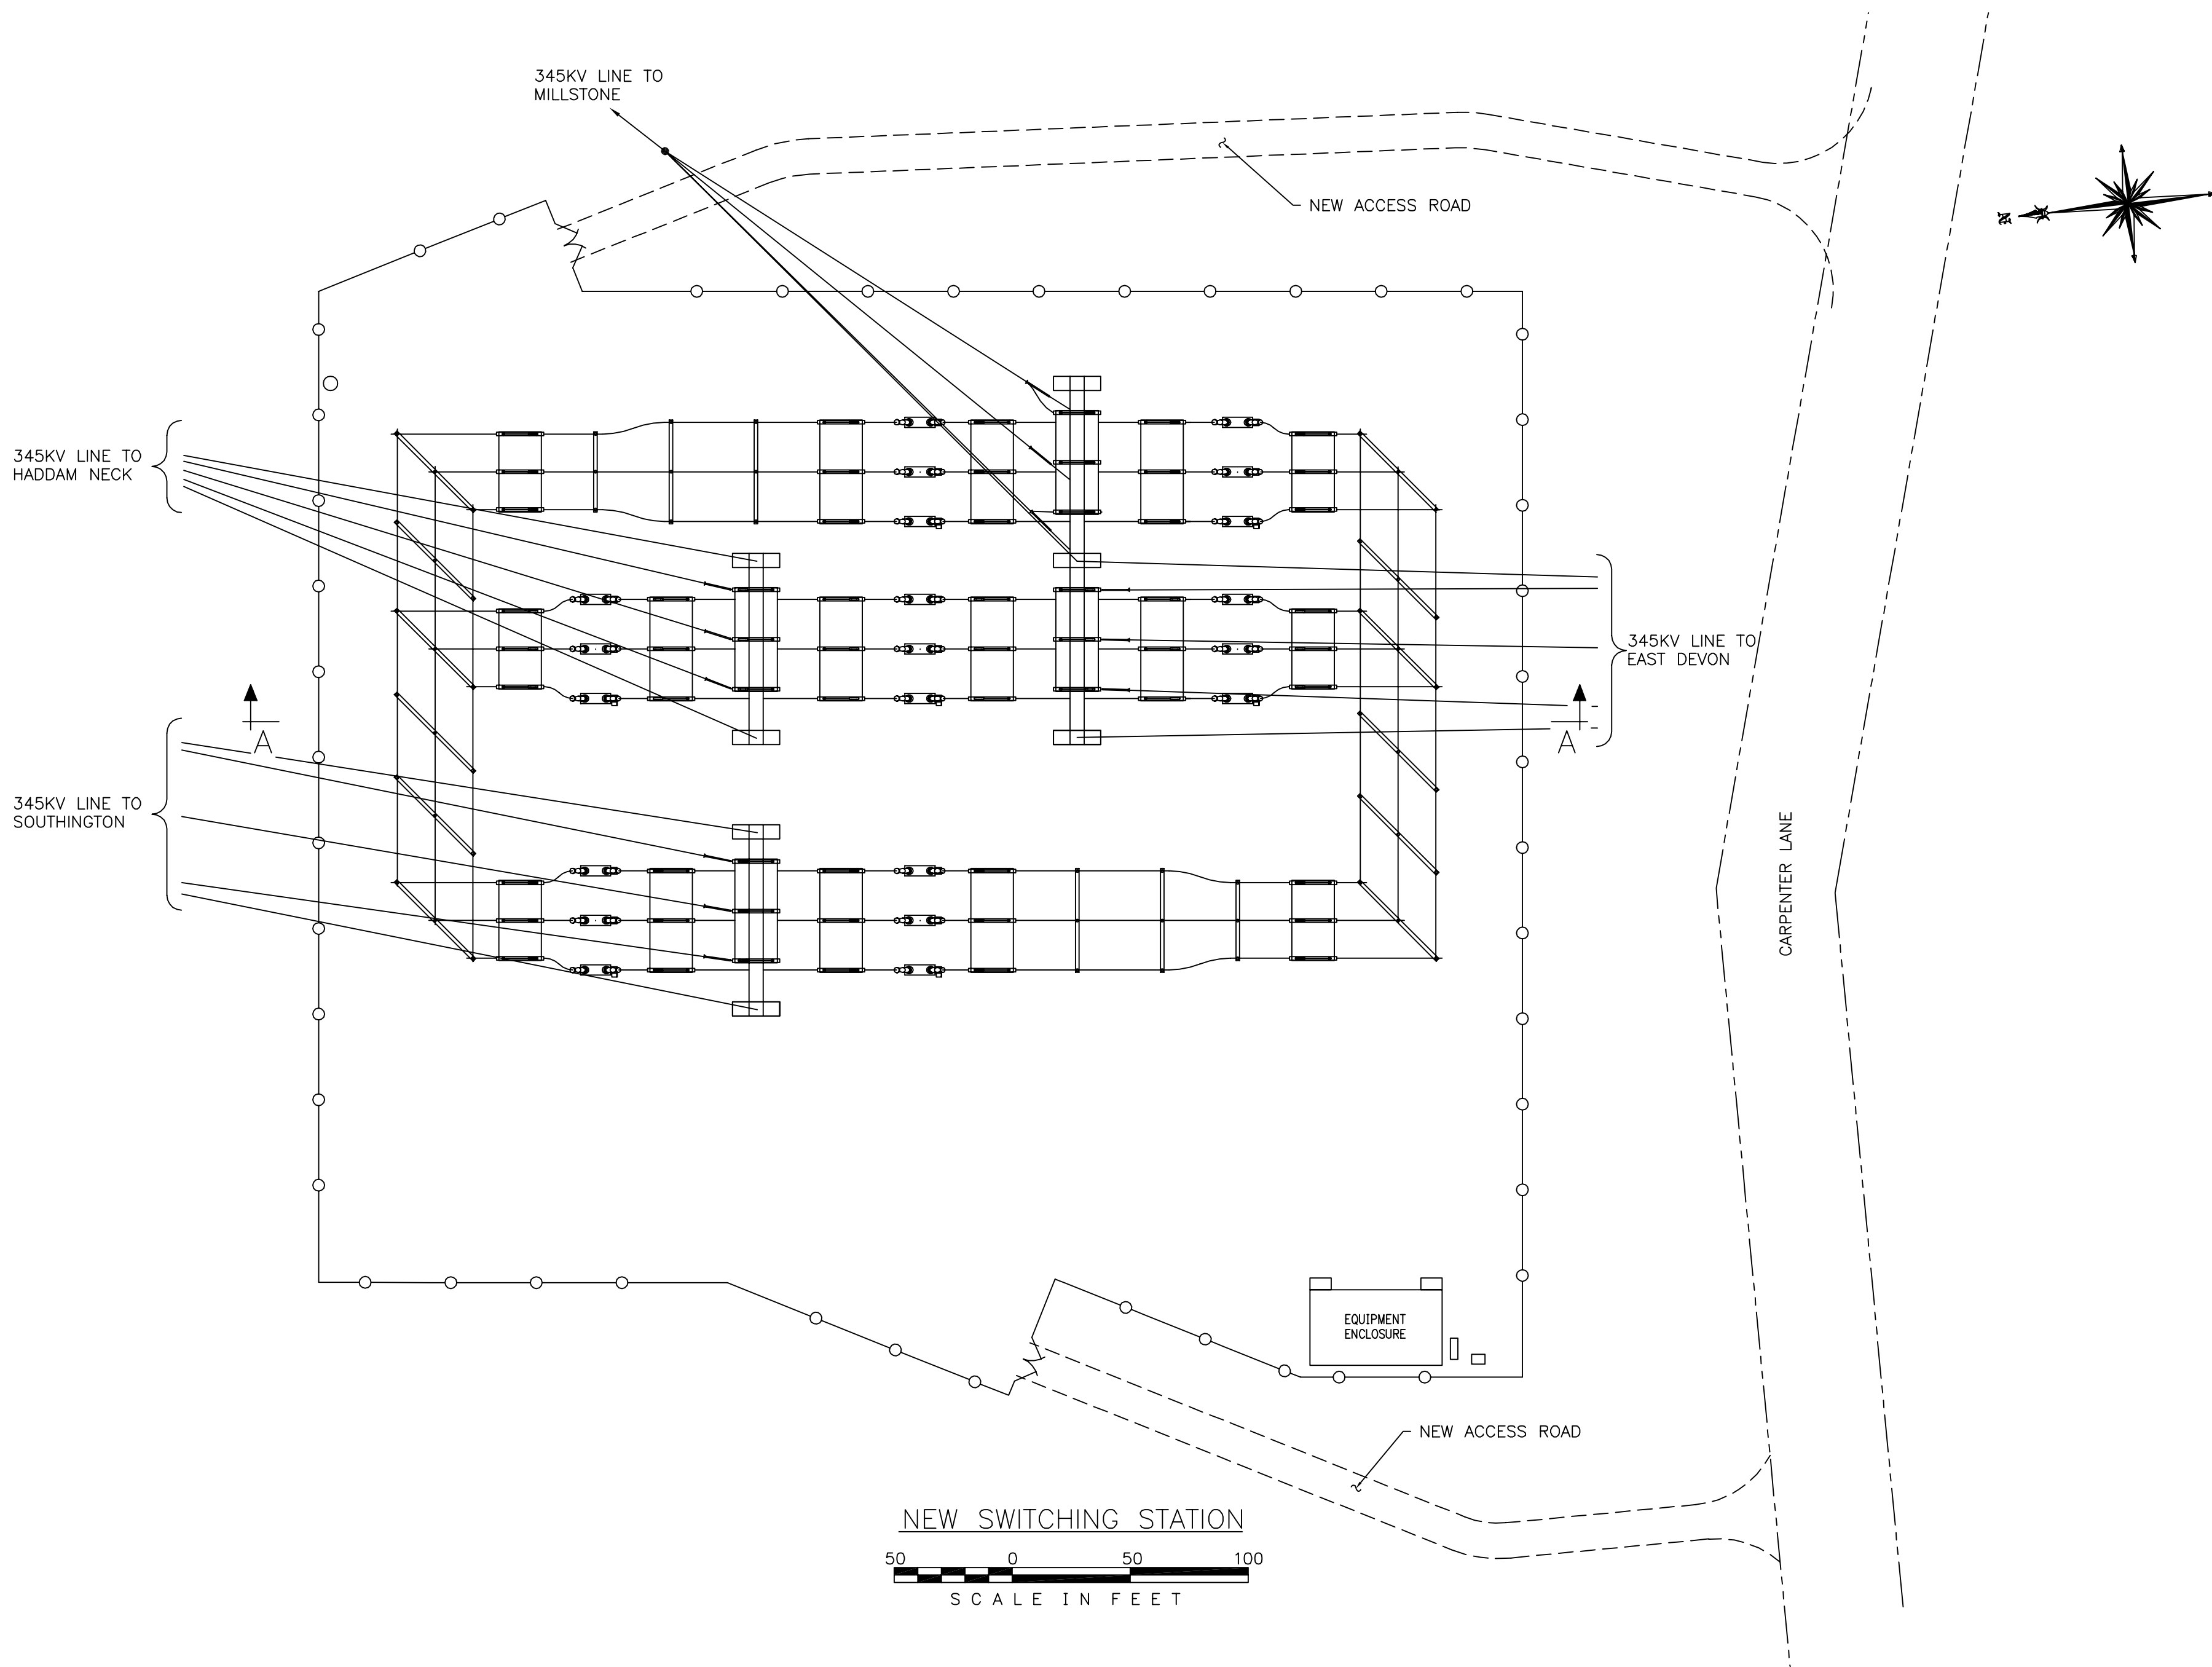 345KV LINE TO
MILLSTONE
NEW ACCESS ROAD
345KV LINE TO
HADDAM NECK
345KV LINE TO
EAST DEVON
A
A
345KV LINE TO
SOUTHINGTON
CARPENTER LANE
EQUIPMENT
ENCLOSURE
NEW ACCESS ROAD
NEW SWITCHING STATION
50 0 50 100
SCALE IN FEET